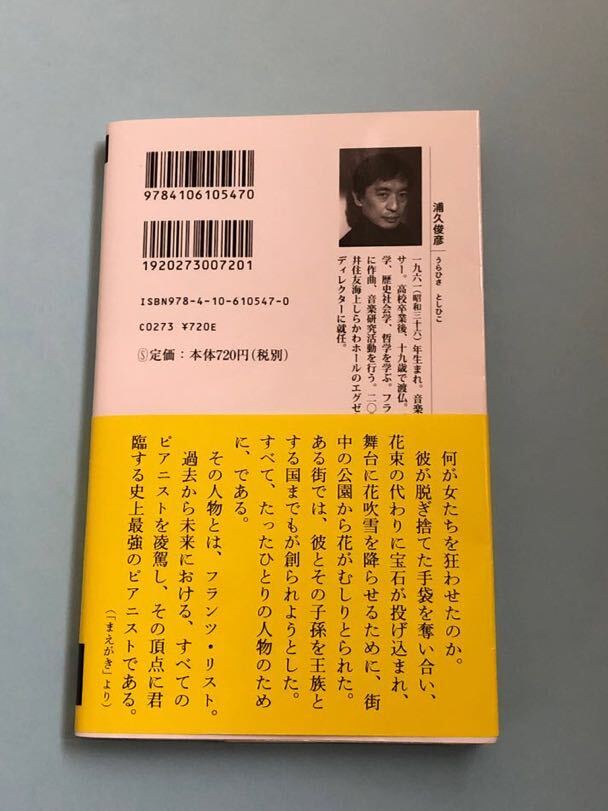 9784106105470
1920273007201
ISBN978-4-10-610547-0
C0273 ¥720E
Ⓢ定価：本体720円(税別)
浦久俊彦
うらひさ としひこ
一九六一(昭和三十六)年生まれ。音楽
サー。高校卒業後、十九歳で渡仏。
学、歴史社会学、哲学を学ぶ。フラ
に作曲、音楽研究活動を行う。二〇
井住友海上しらかわホールのエグゼ
ディレクターに就任。
何が女たちを狂わせたのか。
彼が脱ぎ捨てた手袋を奪い合い、
花束の代わりに宝石が投げ込まれ、
舞台に花吹雪を降らせるために、街
中の公園から花がむしりとられた。
ある街では、彼とその子孫を王族と
する国までもが創られようとした。
すべて、たったひとりの人物のため
に、である。
その人物とは、フランツ・リスト。
過去から未来における、すべての
ピアニストを凌駕し、その頂点に君
臨する史上最強のピアニストである。
（「まえがき」より）